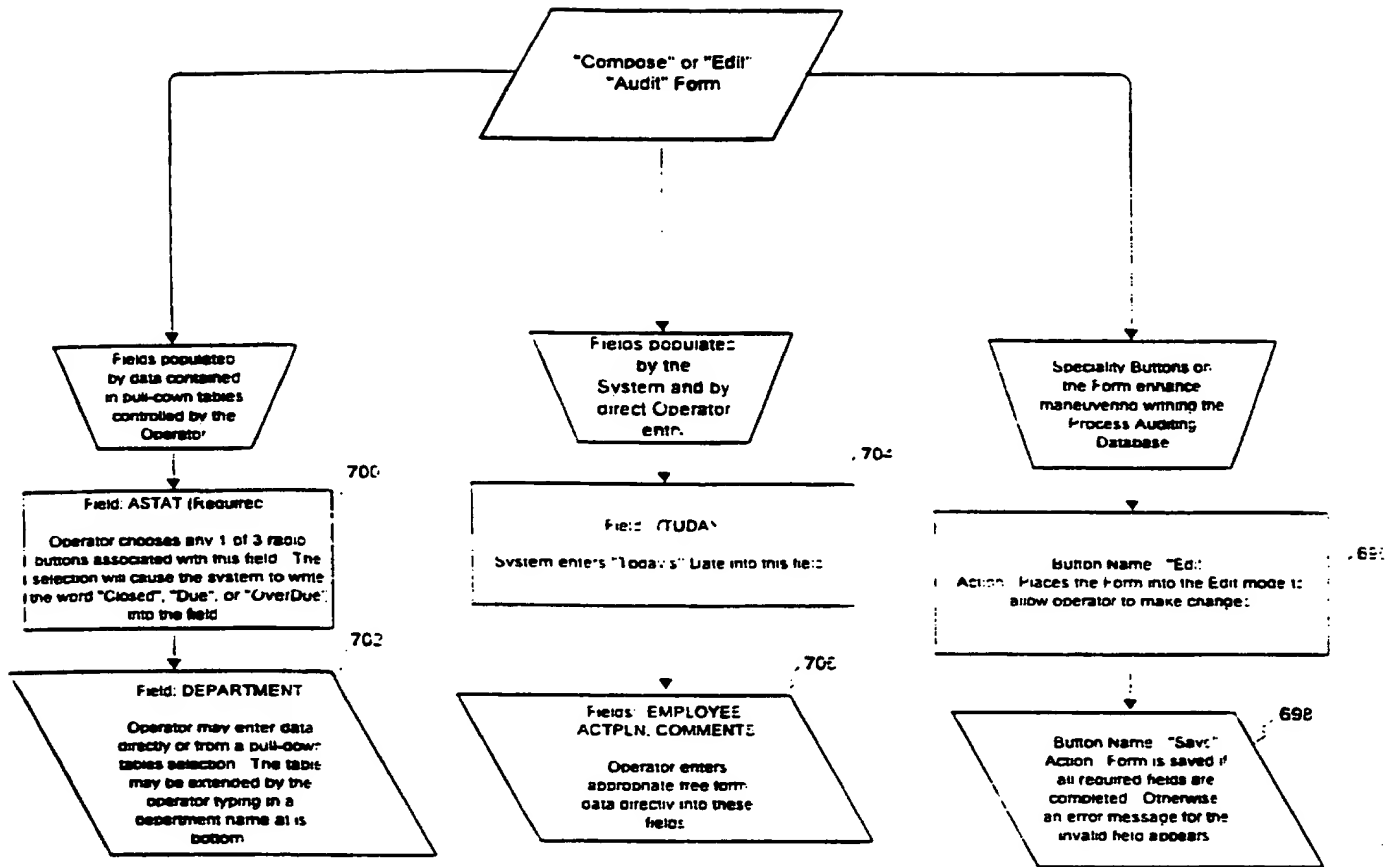 "Compose" or "Edit"
"Audit" Form
Fields populated
by data contained
in pull-down tables
controlled by the
Operator
Fields populated
by the
System and by
direct Operator
entry
Speciality Buttons on
the Form enhance
maneuvering withing the
Process Auditing
Database
700
Field: ASTAT (Required
Operator chooses any 1 of 3 radio
buttons associated with this field The
selection will cause the system to write
the word "Closed", "Due", or "OverDue"
into the field
704
Field (TUDAY
System enters "Today's" Date into this field
Button Name "Edit
Action Places the Form into the Edit mode to
allow operator to make changes
702
Field: DEPARTMENT
Operator may enter data
directly or from a pull-down
tables selection The table
may be extended by the
operator typing in a
department name at is
bottom
706
Fields: EMPLOYEE
ACTPLN, COMMENTS
Operator enters
appropriate free form
data directly into these
fields
698
Button Name "Save"
Action Form is saved if
all required fields are
completed Otherwise
an error message for the
invalid field appears